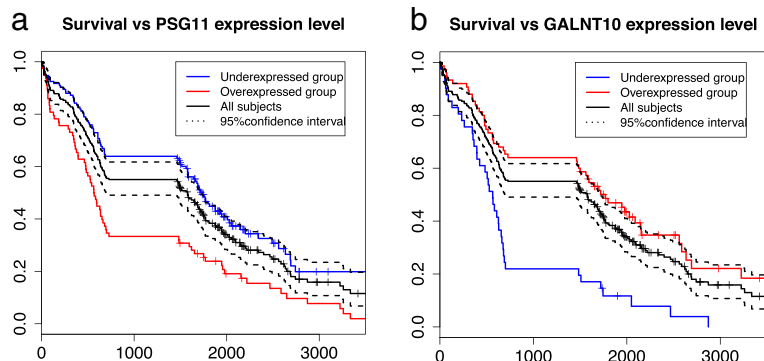 a
Survival vs PSG11 expression level
Underexpressed group
Overexpressed group
All subjects
95%confidence interval
1.0
0.8
0.6
0.4
0.2
0.0
0
1000
2000
3000
b
Survival vs GALNT10 expression level
Underexpressed group
Overexpressed group
All subjects
95%confidence interval
1.0
0.8
0.6
0.4
0.2
0.0
0
1000
2000
3000